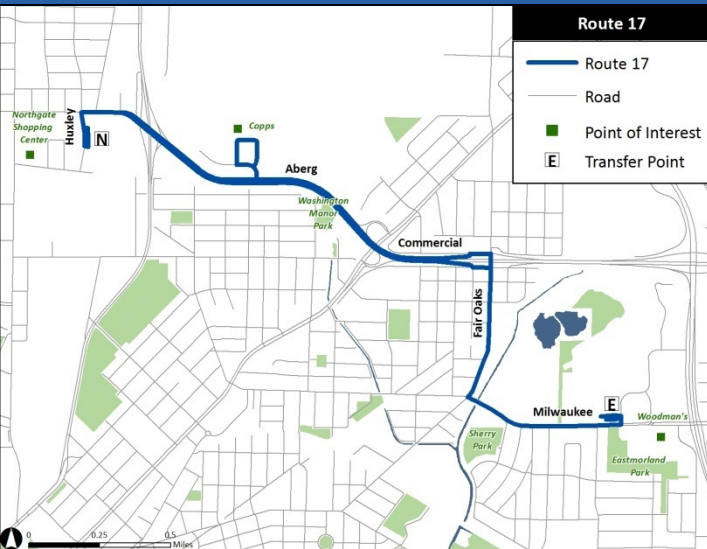 Route 17
Route 17
Road
Point of Interest
E Transfer Point
Northgate
Shopping
Center
Huxley
N
Copps
Aberg
Washington
Manor
Park
Commercial
Fair Oaks
Milwaukee
E
Woodman's
Sherry
Park
Eastmorland
Park
0 0.25 0.5
Miles